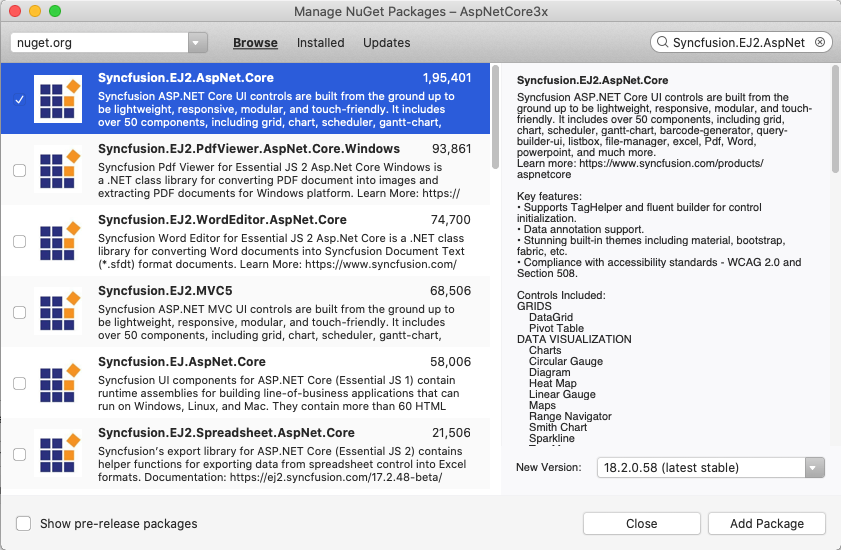 Manage NuGet Packages – AspNetCore3x
nuget.org
Browse
Installed
Updates
Syncfusion.EJ2.AspNet
Syncfusion.EJ2.AspNet.Core 1,95,401
Syncfusion ASP.NET Core UI controls are built from the ground up to
be lightweight, responsive, modular, and touch-friendly. It includes
over 50 components, including grid, chart, scheduler, gantt-chart,
Syncfusion.EJ2.PdfViewer.AspNet.Core.Windows 93,861
Syncfusion Pdf Viewer for Essential JS 2 Asp.Net Core Windows is
a .NET class library for converting PDF document into images and
extracting PDF documents for Windows platform. Learn More: https://
Syncfusion.EJ2.WordEditor.AspNet.Core 74,700
Syncfusion Word Editor for Essential JS 2 Asp.Net Core is a .NET class
library for converting Word documents into Syncfusion Document Text
(*.sfdt) format documents. Learn More: https://www.syncfusion.com/
Syncfusion.EJ2.MVC5 68,506
Syncfusion ASP.NET MVC UI controls are built from the ground up to
be lightweight, responsive, modular, and touch-friendly. It includes
over 50 components, including grid, chart, scheduler, gantt-chart,
Syncfusion.EJ.AspNet.Core 58,006
Syncfusion UI components for ASP.NET Core (Essential JS 1) contain
runtime assemblies for building line-of-business applications that can
run on Windows, Linux, and Mac. They contain more than 60 HTML
Syncfusion.EJ2.Spreadsheet.AspNet.Core 21,506
Syncfusion's export library for ASP.NET Core (Essential JS 2) contains
helper functions for exporting data from spreadsheet control into Excel
formats. Documentation: https://ej2.syncfusion.com/17.2.48-beta/
Syncfusion.EJ2.AspNet.Core
Syncfusion ASP.NET Core UI controls are built from the
ground up to be lightweight, responsive, modular, and touch-
friendly. It includes over 50 components, including grid,
chart, scheduler, gantt-chart, barcode-generator, query-
builder-ui, listbox, file-manager, excel, Pdf, Word,
powerpoint, and much more.
Learn more: https://www.syncfusion.com/products/
aspnetcore
Key features:
• Supports TagHelper and fluent builder for control
initialization.
• Data annotation support.
• Stunning built-in themes including material, bootstrap,
fabric, etc.
• Compliance with accessibility standards - WCAG 2.0 and
Section 508.
Controls Included:
GRIDS
DataGrid
Pivot Table
DATA VISUALIZATION
Charts
Circular Gauge
Diagram
Heat Map
Linear Gauge
Maps
Range Navigator
Smith Chart
Sparkline
New Version: 18.2.0.58 (latest stable)
Show pre-release packages
Close
Add Package